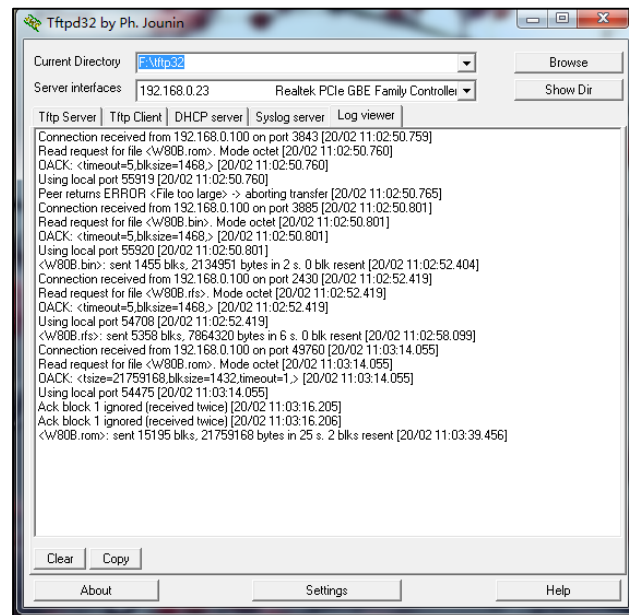 Tftpd32 by Ph. Jounin
Current Directory F:\tftp32 Browse
Server interfaces 192.168.0.23 Realtek PCIe GBE Family Controller Show Dir
Tftp Server Tftp Client DHCP server Syslog server Log viewer
Connection received from 192.168.0.100 on port 3843 [20/02 11:02:50.759]
Read request for file <W80B.rom>. Mode octet [20/02 11:02:50.760]
OACK: <timeout=5,blksize=1468,> [20/02 11:02:50.760]
Using local port 55919 [20/02 11:02:50.760]
Peer returns ERROR <File too large> -> aborting transfer [20/02 11:02:50.765]
Connection received from 192.168.0.100 on port 3885 [20/02 11:02:50.801]
Read request for file <W80B.bin>. Mode octet [20/02 11:02:50.801]
OACK: <timeout=5,blksize=1468,> [20/02 11:02:50.801]
Using local port 55920 [20/02 11:02:50.801]
<W80B.bin>: sent 1455 blks, 2134951 bytes in 2 s. 0 blk resent [20/02 11:02:52.404]
Connection received from 192.168.0.100 on port 2430 [20/02 11:02:52.419]
Read request for file <W80B.rfs>. Mode octet [20/02 11:02:52.419]
OACK: <timeout=5,blksize=1468,> [20/02 11:02:52.419]
Using local port 54708 [20/02 11:02:52.419]
<W80B.rfs>: sent 5358 blks, 7864320 bytes in 6 s. 0 blk resent [20/02 11:02:58.099]
Connection received from 192.168.0.100 on port 49760 [20/02 11:03:14.055]
Read request for file <W80B.rom>. Mode octet [20/02 11:03:14.055]
OACK: <tsize=21759168,blksize=1432,timeout=1,> [20/02 11:03:14.055]
Using local port 54475 [20/02 11:03:14.055]
Ack block 1 ignored (received twice) [20/02 11:03:16.205]
Ack block 1 ignored (received twice) [20/02 11:03:16.206]
<W80B.rom>: sent 15195 blks, 21759168 bytes in 25 s. 2 blks resent [20/02 11:03:39.456]
Clear Copy
About Settings Help